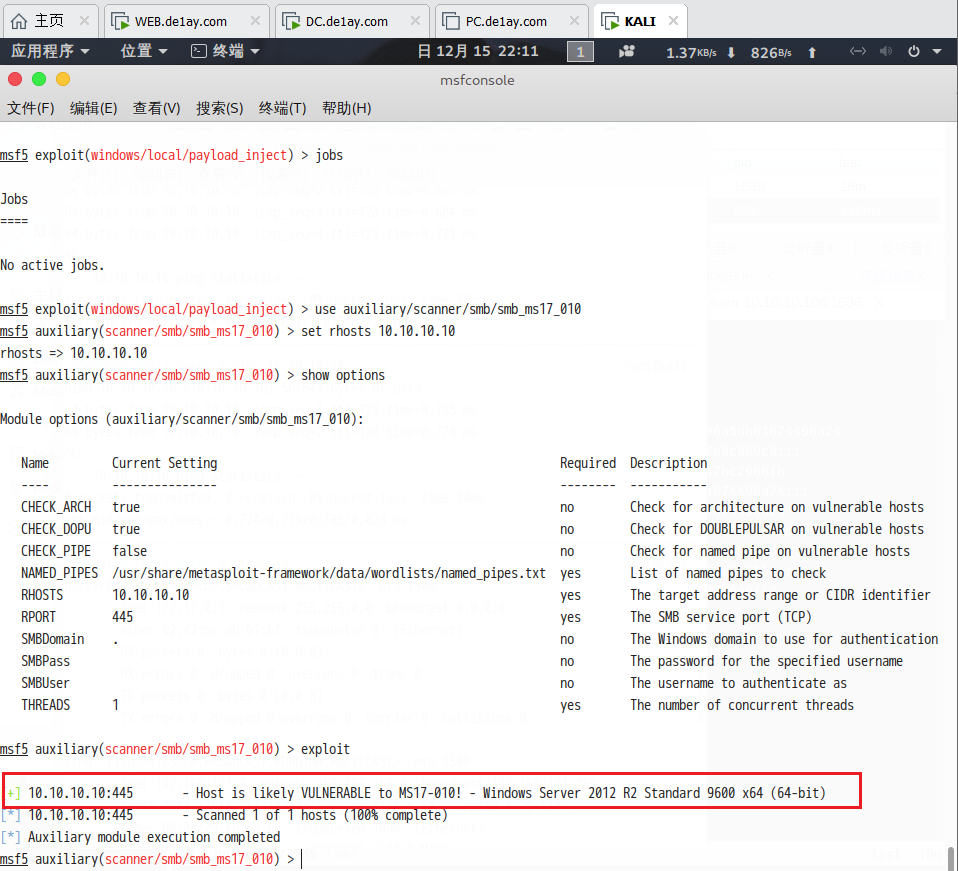 主页 WEB.de1ay.com DC.de1ay.com PC.de1ay.com KALI
应用程序 位置 终端 日 12月 15 22:11 1 1.37KB/s 826B/s
msfconsole
文件(F) 编辑(E) 查看(V) 搜索(S) 终端(T) 帮助(H)
msf5 exploit(windows/local/payload_inject) > jobs
Jobs
====
No active jobs.
msf5 exploit(windows/local/payload_inject) > use auxiliary/scanner/smb/smb_ms17_010
msf5 auxiliary(scanner/smb/smb_ms17_010) > set rhosts 10.10.10.10
rhosts => 10.10.10.10
msf5 auxiliary(scanner/smb/smb_ms17_010) > show options
Module options (auxiliary/scanner/smb/smb_ms17_010):
Name Current Setting Required Description
---- --------------- -------- -----------
CHECK_ARCH true no Check for architecture on vulnerable hosts
CHECK_DOPU true no Check for DOUBLEPULSAR on vulnerable hosts
CHECK_PIPE false no Check for named pipe on vulnerable hosts
NAMED_PIPES /usr/share/metasploit-framework/data/wordlists/named_pipes.txt yes List of named pipes to check
RHOSTS 10.10.10.10 yes The target address range or CIDR identifier
RPORT 445 yes The SMB service port (TCP)
SMBDomain . no The Windows domain to use for authentication
SMBPass no The password for the specified username
SMBUser no The username to authenticate as
THREADS 1 yes The number of concurrent threads
msf5 auxiliary(scanner/smb/smb_ms17_010) > exploit
[+] 10.10.10.10:445 - Host is likely VULNERABLE to MS17-010! - Windows Server 2012 R2 Standard 9600 x64 (64-bit)
[*] 10.10.10.10:445 - Scanned 1 of 1 hosts (100% complete)
[*] Auxiliary module execution completed
msf5 auxiliary(scanner/smb/smb_ms17_010) >